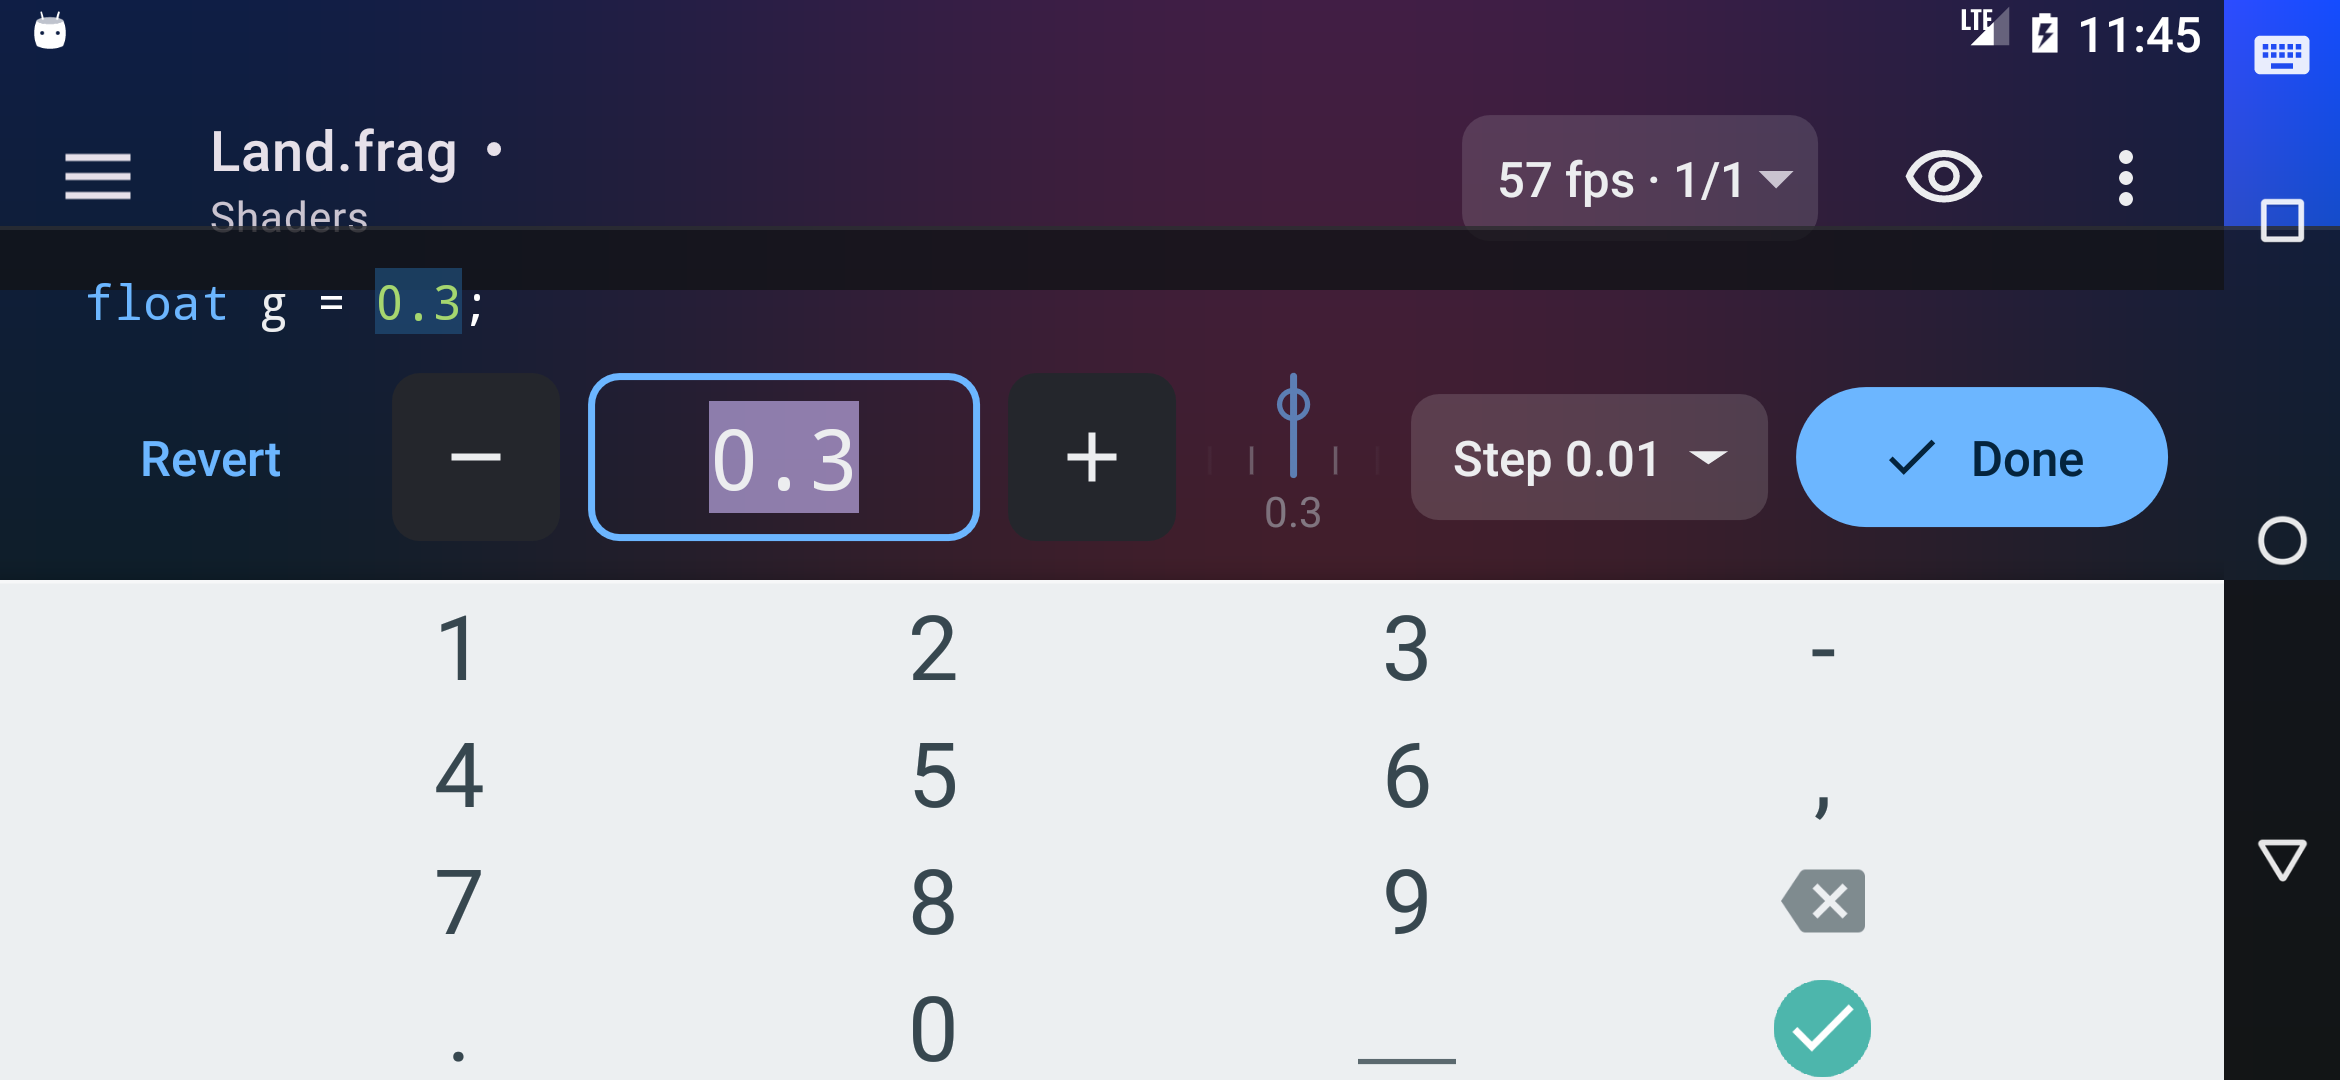 LTE 11:45
Land.frag •
Shaders
57 fps · 1/1
float g = 0.3;
Revert − 0.3 + Step 0.01 Done
0.3
1 2 3 -
4 5 6 ,
7 8 9
. 0 _